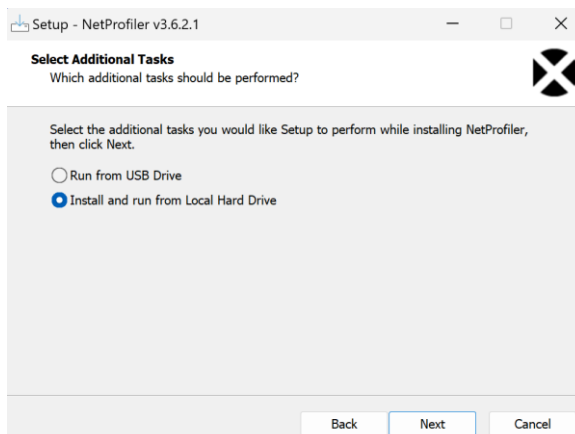 Setup - NetProfiler v3.6.2.1
Select Additional Tasks
Which additional tasks should be performed?
Select the additional tasks you would like Setup to perform while installing NetProfiler,
then click Next.
Run from USB Drive
Install and run from Local Hard Drive
Back Next Cancel